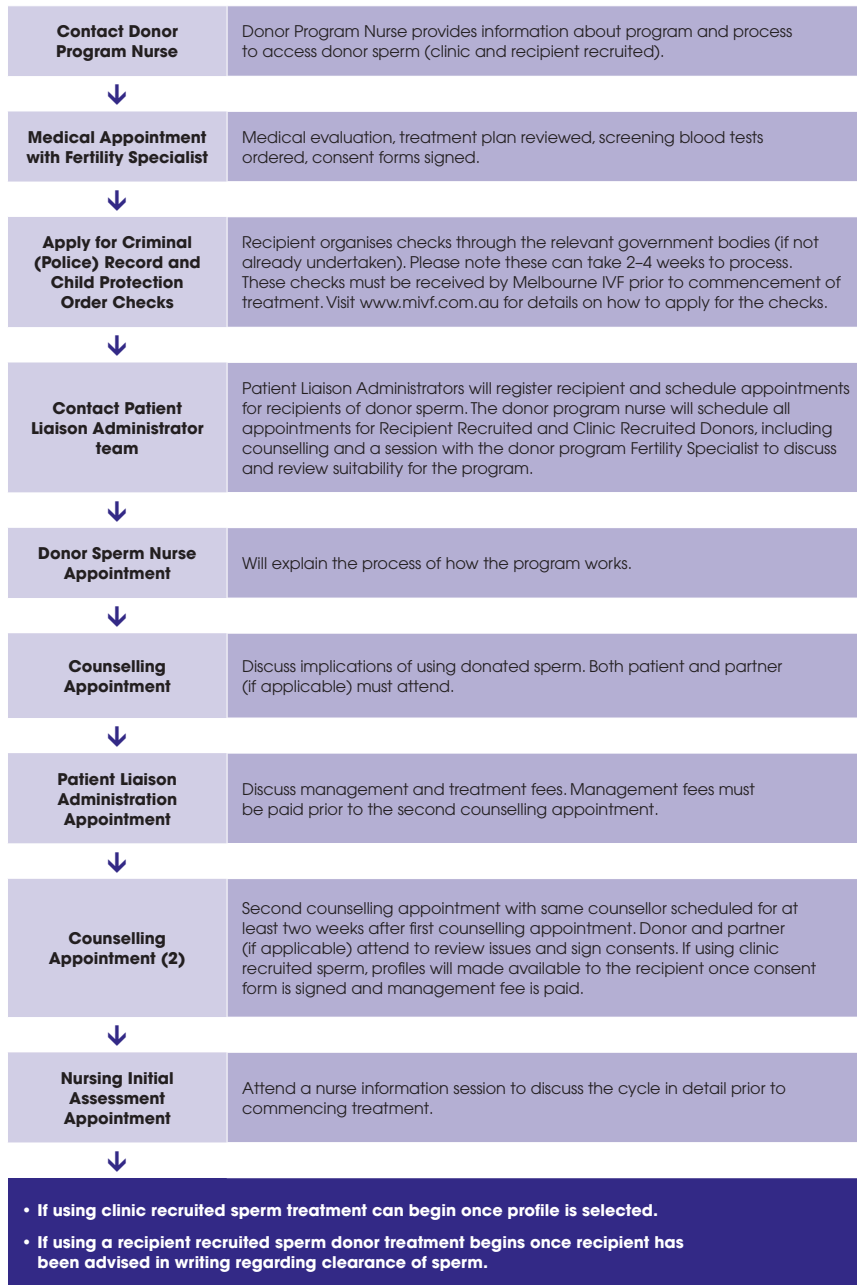 Contact Donor
Program Nurse
Donor Program Nurse provides information about program and process
to access donor sperm (clinic and recipient recruited).
Medical Appointment
with Fertility Specialist
Medical evaluation, treatment plan reviewed, screening blood tests
ordered, consent forms signed.
Apply for Criminal
(Police) Record and
Child Protection
Order Checks
Recipient organises checks through the relevant government bodies (if not
already undertaken). Please note these can take 2–4 weeks to process.
These checks must be received by Melbourne IVF prior to commencement of
treatment. Visit www.mivf.com.au for details on how to apply for the checks.
Contact Patient
Liaison Administrator
team
Patient Liaison Administrators will register recipient and schedule appointments
for recipients of donor sperm. The donor program nurse will schedule all
appointments for Recipient Recruited and Clinic Recruited Donors, including
counselling and a session with the donor program Fertility Specialist to discuss
and review suitability for the program.
Donor Sperm Nurse
Appointment
Will explain the process of how the program works.
Counselling
Appointment
Discuss implications of using donated sperm. Both patient and partner
(if applicable) must attend.
Patient Liaison
Administration
Appointment
Discuss management and treatment fees. Management fees must
be paid prior to the second counselling appointment.
Counselling
Appointment (2)
Second counselling appointment with same counsellor scheduled for at
least two weeks after first counselling appointment. Donor and partner
(if applicable) attend to review issues and sign consents. If using clinic
recruited sperm, profiles will made available to the recipient once consent
form is signed and management fee is paid.
Nursing Initial
Assessment
Appointment
Attend a nurse information session to discuss the cycle in detail prior to
commencing treatment.
• If using clinic recruited sperm treatment can begin once profile is selected.
• If using a recipient recruited sperm donor treatment begins once recipient has
been advised in writing regarding clearance of sperm.